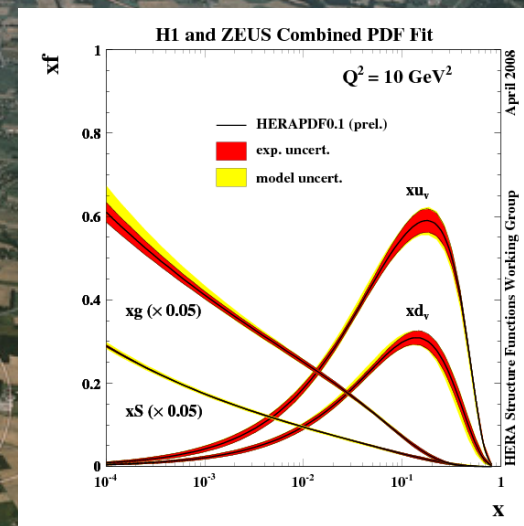 H1 and ZEUS Combined PDF Fit
xf
Q² = 10 GeV²
HERAPDF0.1 (prel.)
exp. uncert.
model uncert.
xuᵥ
xdᵥ
xg (× 0.05)
xS (× 0.05)
1
0.8
0.6
0.4
0.2
0
10⁻⁴
10⁻³
10⁻²
10⁻¹
1
x
HERA Structure Functions Working Group
April 2008